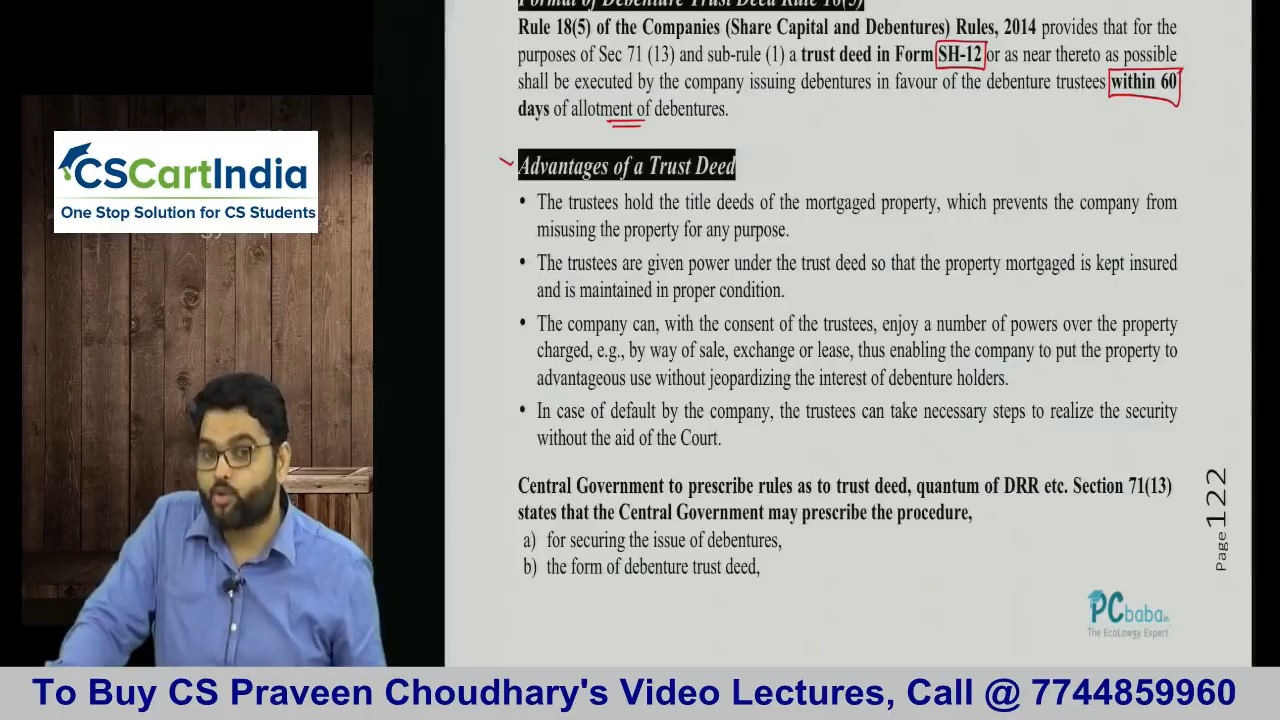 Format of Debenture Trust Deed Rule 18(5)
Rule 18(5) of the Companies (Share Capital and Debentures) Rules, 2014 provides that for the
purposes of Sec 71 (13) and sub-rule (1) a trust deed in Form SH-12 or as near thereto as possible
shall be executed by the company issuing debentures in favour of the debenture trustees within 60
days of allotment of debentures.
Advantages of a Trust Deed
• The trustees hold the title deeds of the mortgaged property, which prevents the company from
misusing the property for any purpose.
• The trustees are given power under the trust deed so that the property mortgaged is kept insured
and is maintained in proper condition.
• The company can, with the consent of the trustees, enjoy a number of powers over the property
charged, e.g., by way of sale, exchange or lease, thus enabling the company to put the property to
advantageous use without jeopardizing the interest of debenture holders.
• In case of default by the company, the trustees can take necessary steps to realize the security
without the aid of the Court.
Central Government to prescribe rules as to trust deed, quantum of DRR etc. Section 71(13)
states that the Central Government may prescribe the procedure,
a) for securing the issue of debentures,
b) the form of debenture trust deed,
Page 122
PCbaba.in
The EcoLawgy Expert
CSCartIndia
One Stop Solution for CS Students
To Buy CS Praveen Choudhary's Video Lectures, Call @ 7744859960